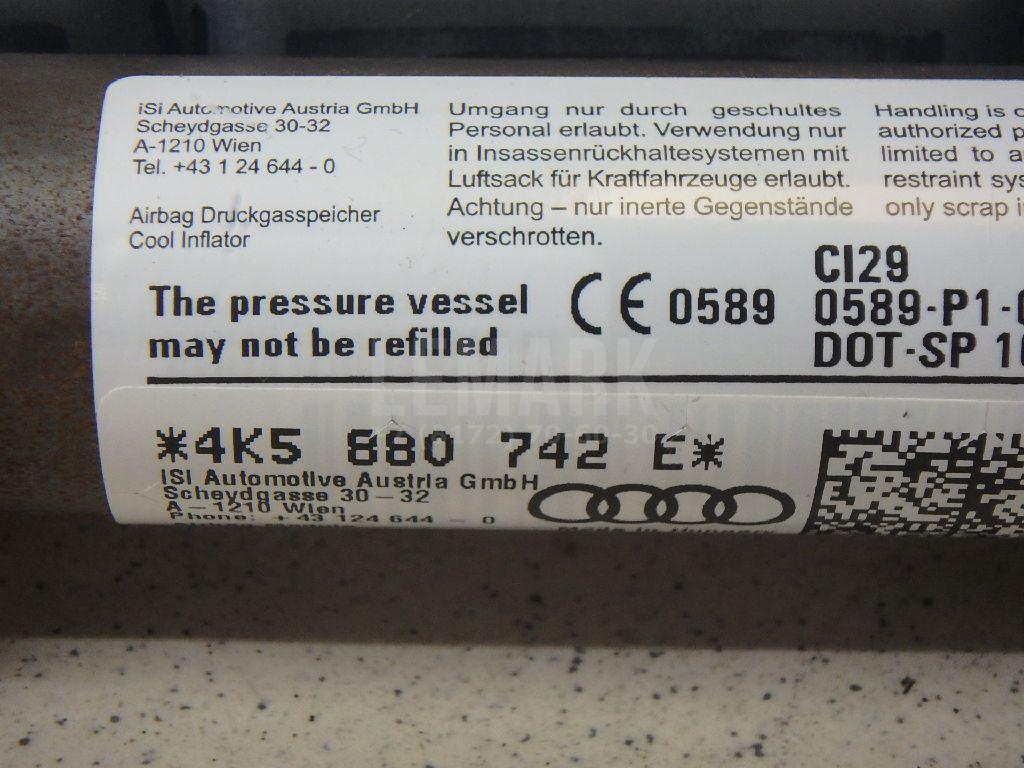 iSi Automotive Austria GmbH
Scheydgasse 30-32
A-1210 Wien
Tel. +43 1 24 644 - 0
Airbag Druckgasspeicher
Cool Inflator
Umgang nur durch geschultes
Personal erlaubt. Verwendung nur
in Insassenrückhaltesystemen mit
Luftsack für Kraftfahrzeuge erlaubt.
Achtung – nur inerte Gegenstände
verschrotten.
Handling is
authorized
limited to
restraint
only scrap
The pressure vessel
may not be refilled
CE 0589
CI29
0589-P1-
DOT-SP
LEMARK
*4K5 880 742 E*
ISI Automotive Austria GmbH
Scheydgasse 30 – 32
A – 1210 Wien
Phone: + 43 124 644 – 0